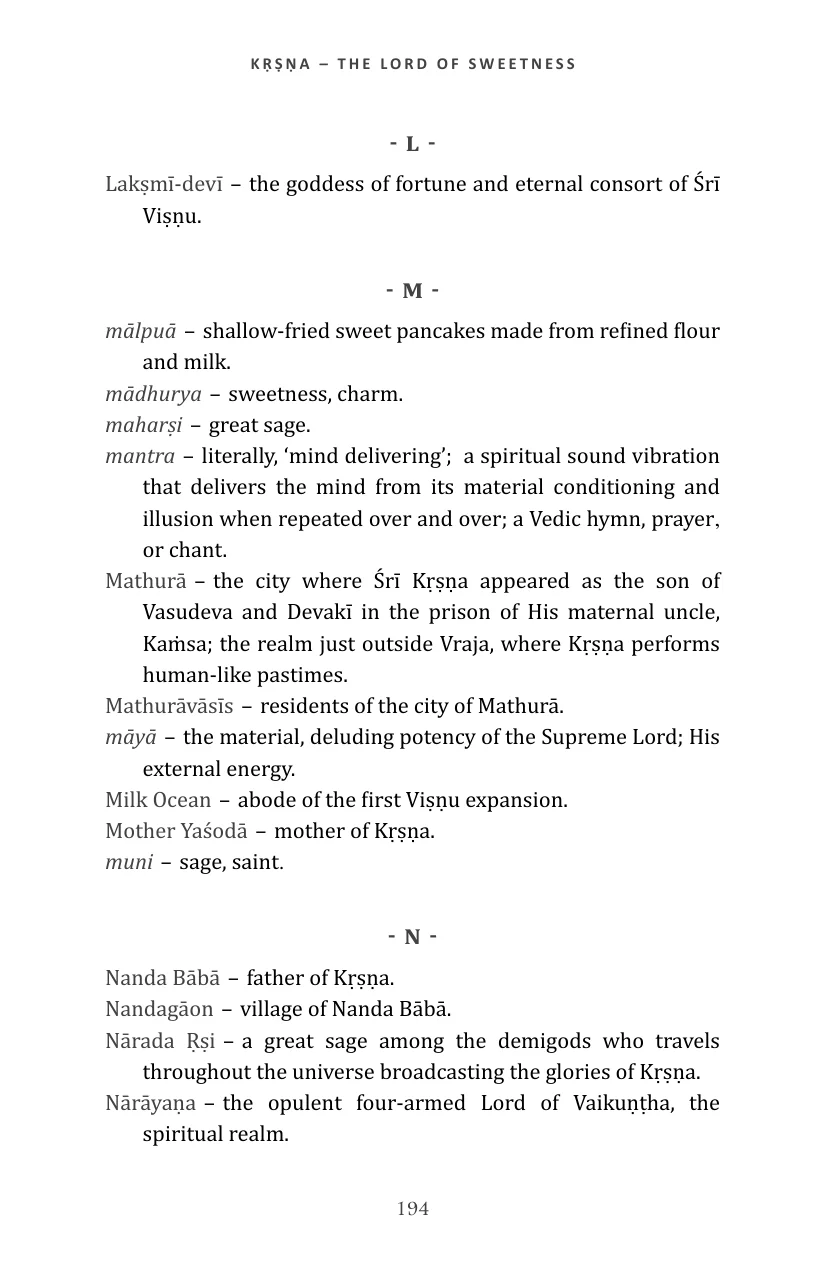 KṚṢṆA – THE LORD OF SWEETNESS
- L -
Lakṣmī-devī – the goddess of fortune and eternal consort of Śrī
Viṣṇu.
- M -
mālpuā – shallow-fried sweet pancakes made from refined flour
and milk.
mādhurya – sweetness, charm.
maharṣi – great sage.
mantra – literally, ‘mind delivering’;  a spiritual sound vibration
that delivers the mind from its material conditioning and
illusion when repeated over and over; a Vedic hymn, prayer,
or chant.
Mathurā – the city where Śrī Kṛṣṇa appeared as the son of
Vasudeva and Devakī in the prison of His maternal uncle,
Kaṁsa; the realm just outside Vraja, where Kṛṣṇa performs
human-like pastimes.
Mathurāvāsīs – residents of the city of Mathurā.
māyā – the material, deluding potency of the Supreme Lord; His
external energy.
Milk Ocean – abode of the first Viṣṇu expansion.
Mother Yaśodā – mother of Kṛṣṇa.
muni – sage, saint.
- N -
Nanda Bābā – father of Kṛṣṇa.
Nandagāon – village of Nanda Bābā.
Nārada Ṛṣi – a great sage among the demigods who travels
throughout the universe broadcasting the glories of Kṛṣṇa.
Nārāyaṇa – the opulent four-armed Lord of Vaikuṇṭha, the
spiritual realm.
194